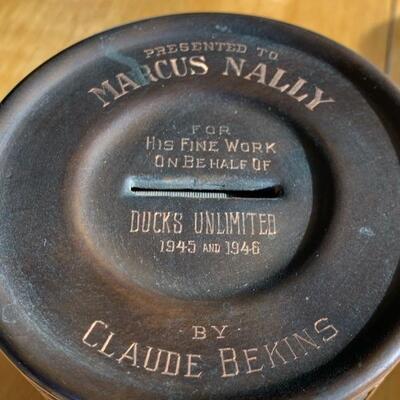 PRESENTED TO
MARCUS NALLY
FOR
HIS FINE WORK
ON BEHALF OF
DUCKS UNLIMITED
1945 AND 1946
BY
CLAUDE BEKINS